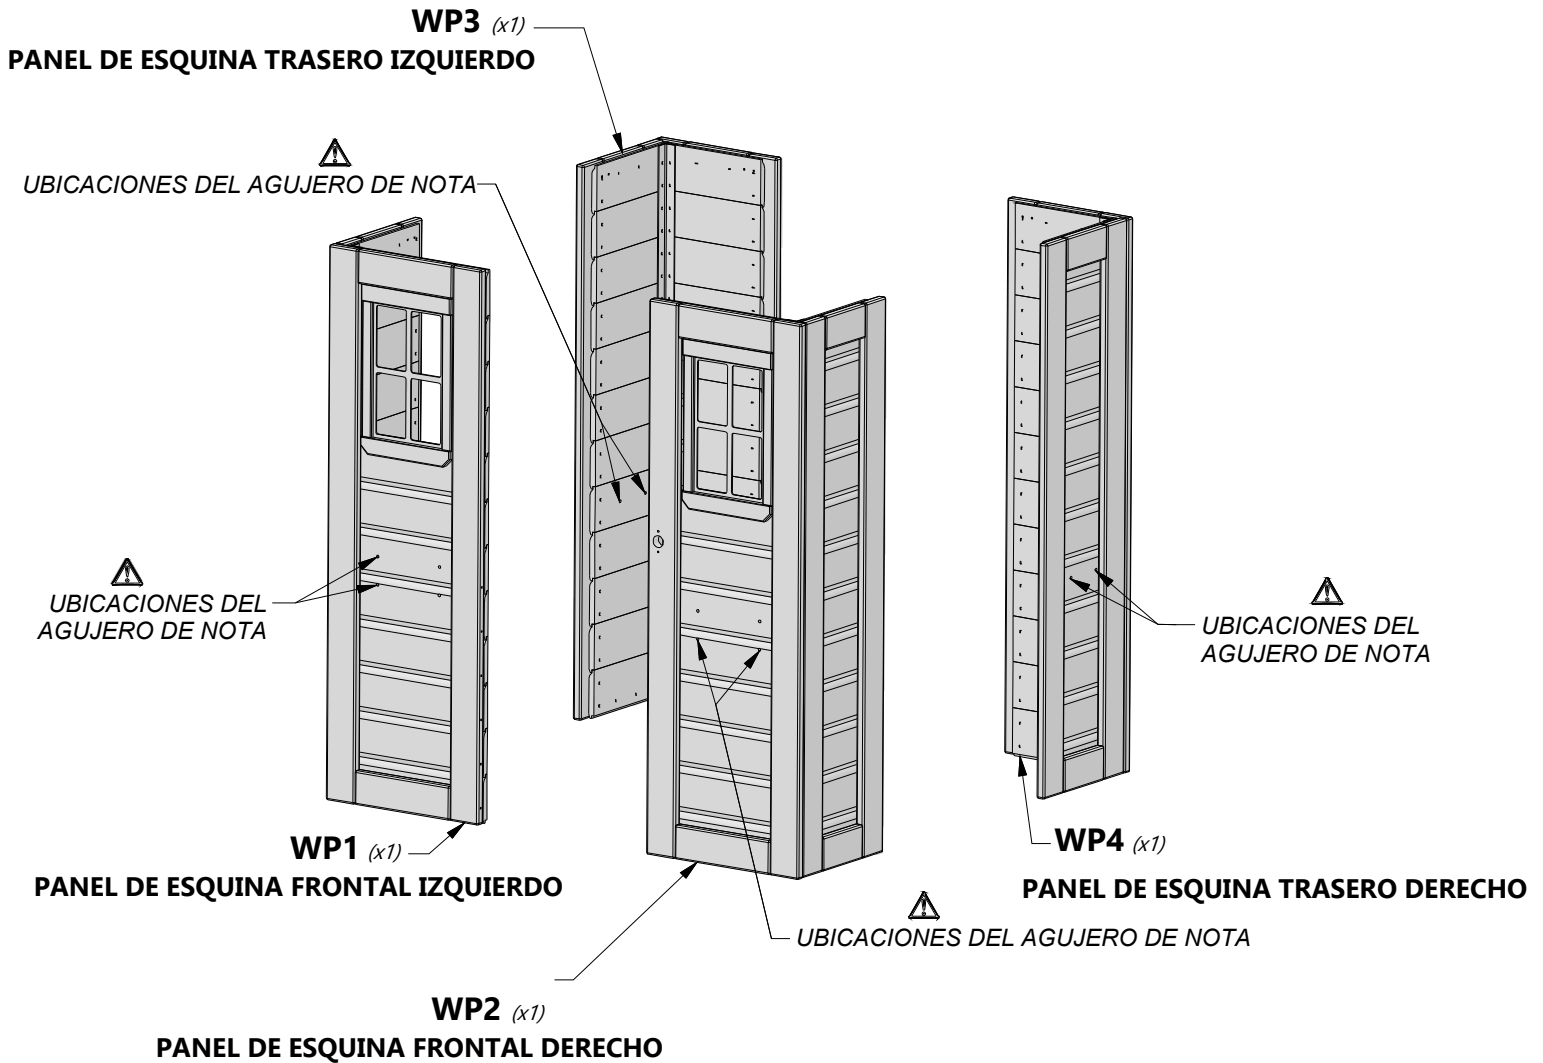 WP3 (x1)
PANEL DE ESQUINA TRASERO IZQUIERDO
UBICACIONES DEL AGUJERO DE NOTA
UBICACIONES DEL
AGUJERO DE NOTA
UBICACIONES DEL
AGUJERO DE NOTA
WP1 (x1)
PANEL DE ESQUINA FRONTAL IZQUIERDO
WP4 (x1)
PANEL DE ESQUINA TRASERO DERECHO
UBICACIONES DEL AGUJERO DE NOTA
WP2 (x1)
PANEL DE ESQUINA FRONTAL DERECHO